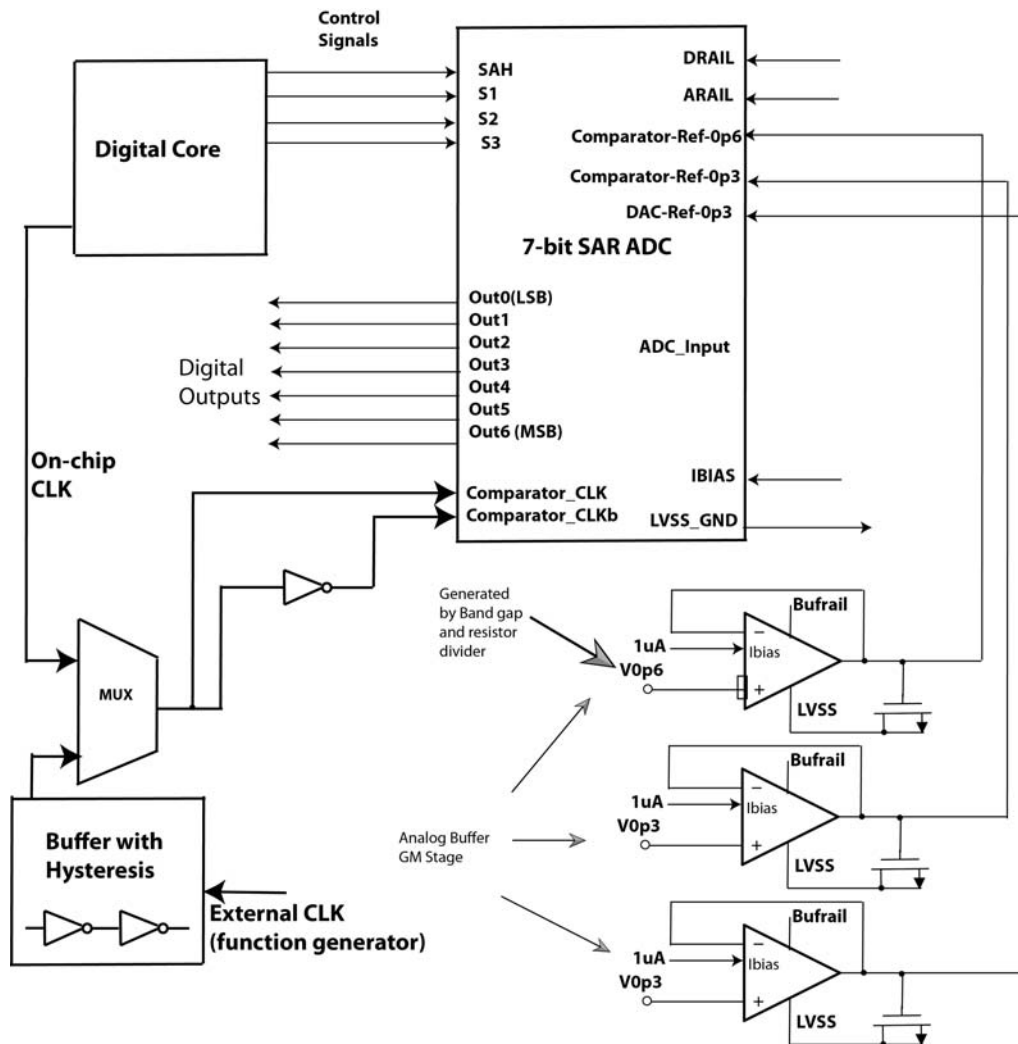 Control
Signals
Digital Core
SAH
S1
S2
S3
DRAIL
ARAIL
Comparator-Ref-0p6
Comparator-Ref-0p3
DAC-Ref-0p3
7-bit SAR ADC
Out0(LSB)
Out1
Out2
Out3
Out4
Out5
Out6 (MSB)
Digital
Outputs
ADC_Input
On-chip
CLK
Comparator_CLK
Comparator_CLKb
IBIAS
LVSS_GND
MUX
Buffer with
Hysteresis
External CLK
(function generator)
Generated
by Band gap
and resistor
divider
Analog Buffer
GM Stage
Bufrail
1uA
Ibias
V0p6
−
+
LVSS
Bufrail
1uA
Ibias
V0p3
−
+
LVSS
Bufrail
1uA
Ibias
V0p3
−
+
LVSS